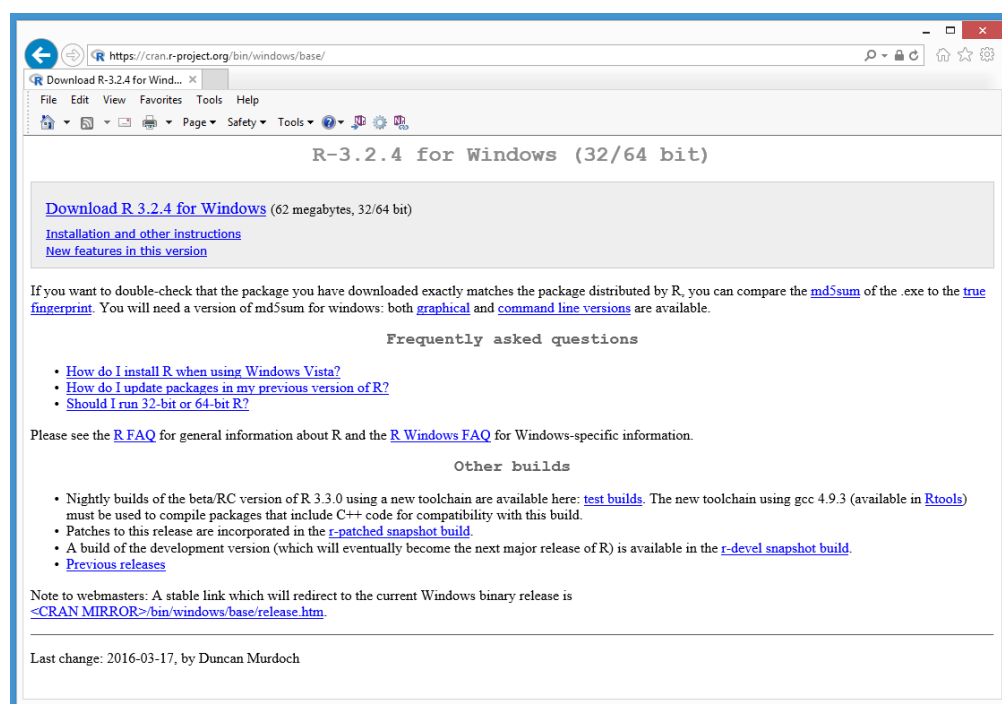 https://cran.r-project.org/bin/windows/base/
Download R-3.2.4 for Wind...
File Edit View Favorites Tools Help
Page Safety Tools
R-3.2.4 for Windows (32/64 bit)
Download R 3.2.4 for Windows (62 megabytes, 32/64 bit)
Installation and other instructions
New features in this version
If you want to double-check that the package you have downloaded exactly matches the package distributed by R, you can compare the md5sum of the .exe to the true
fingerprint. You will need a version of md5sum for windows: both graphical and command line versions are available.
Frequently asked questions
• How do I install R when using Windows Vista?
• How do I update packages in my previous version of R?
• Should I run 32-bit or 64-bit R?
Please see the R FAQ for general information about R and the R Windows FAQ for Windows-specific information.
Other builds
• Nightly builds of the beta/RC version of R 3.3.0 using a new toolchain are available here: test builds. The new toolchain using gcc 4.9.3 (available in Rtools)
must be used to compile packages that include C++ code for compatibility with this build.
• Patches to this release are incorporated in the r-patched snapshot build.
• A build of the development version (which will eventually become the next major release of R) is available in the r-devel snapshot build.
• Previous releases
Note to webmasters: A stable link which will redirect to the current Windows binary release is
<CRAN MIRROR>/bin/windows/base/release.htm.
Last change: 2016-03-17, by Duncan Murdoch